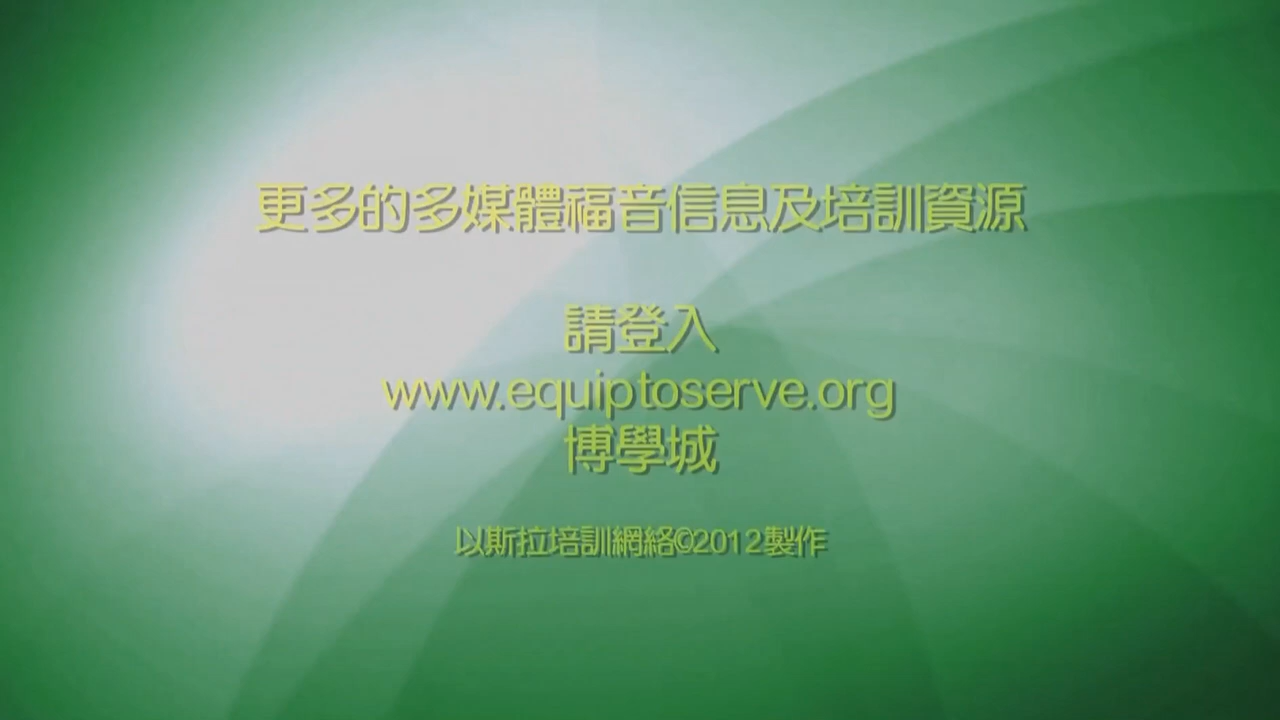 更多的多媒體福音信息及培訓資源
請登入
www.equiptoserve.org
博學城
以斯拉培訓網絡©2012製作